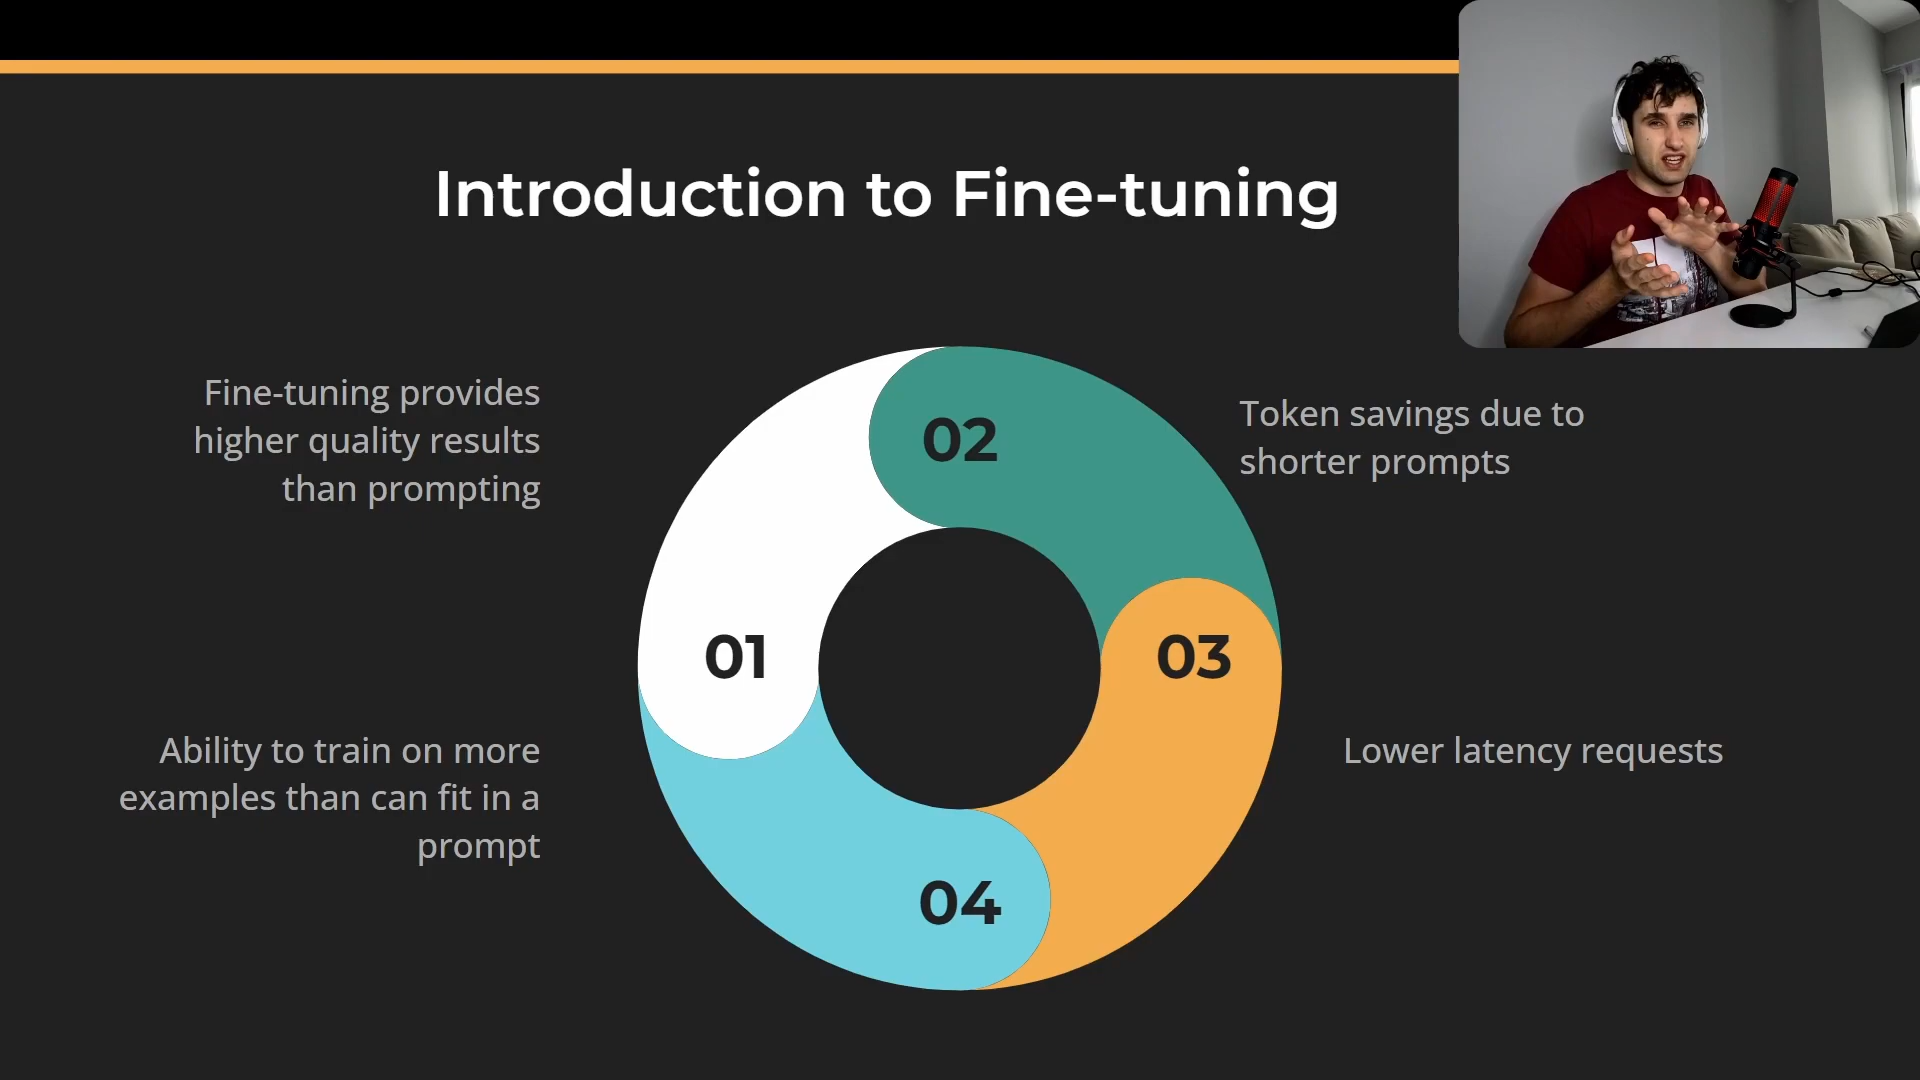 Introduction to Fine-tuning
Fine-tuning provides
higher quality results
than prompting
01
02
Token savings due to
shorter prompts
03
Lower latency requests
04
Ability to train on more
examples than can fit in a
prompt